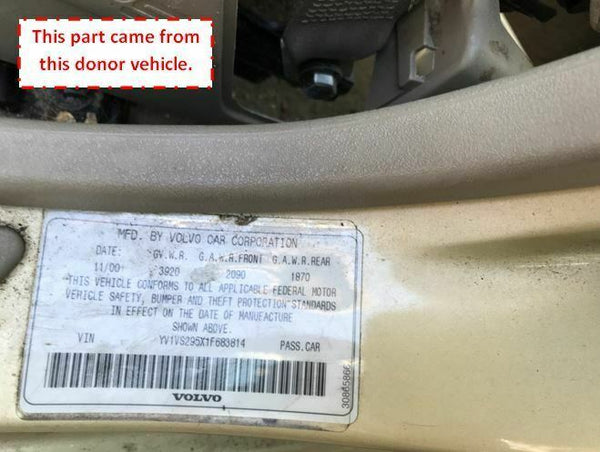 This part came from
this donor vehicle.
MFD. BY VOLVO CAR CORPORATION
DATE: GV.W.R. G.A.W.R.FRONT G.A.W.R.REAR
11/00 3920 2090 1870
THIS VEHICLE CONFORMS TO ALL APPLICABLE FEDERAL MOTOR
VEHICLE SAFETY, BUMPER AND THEFT PROTECTION STANDARDS
IN EFFECT ON THE DATE OF MANUFACTURE
SHOWN ABOVE.
VIN YV1VS295X1F683814 PASS.CAR
VOLVO